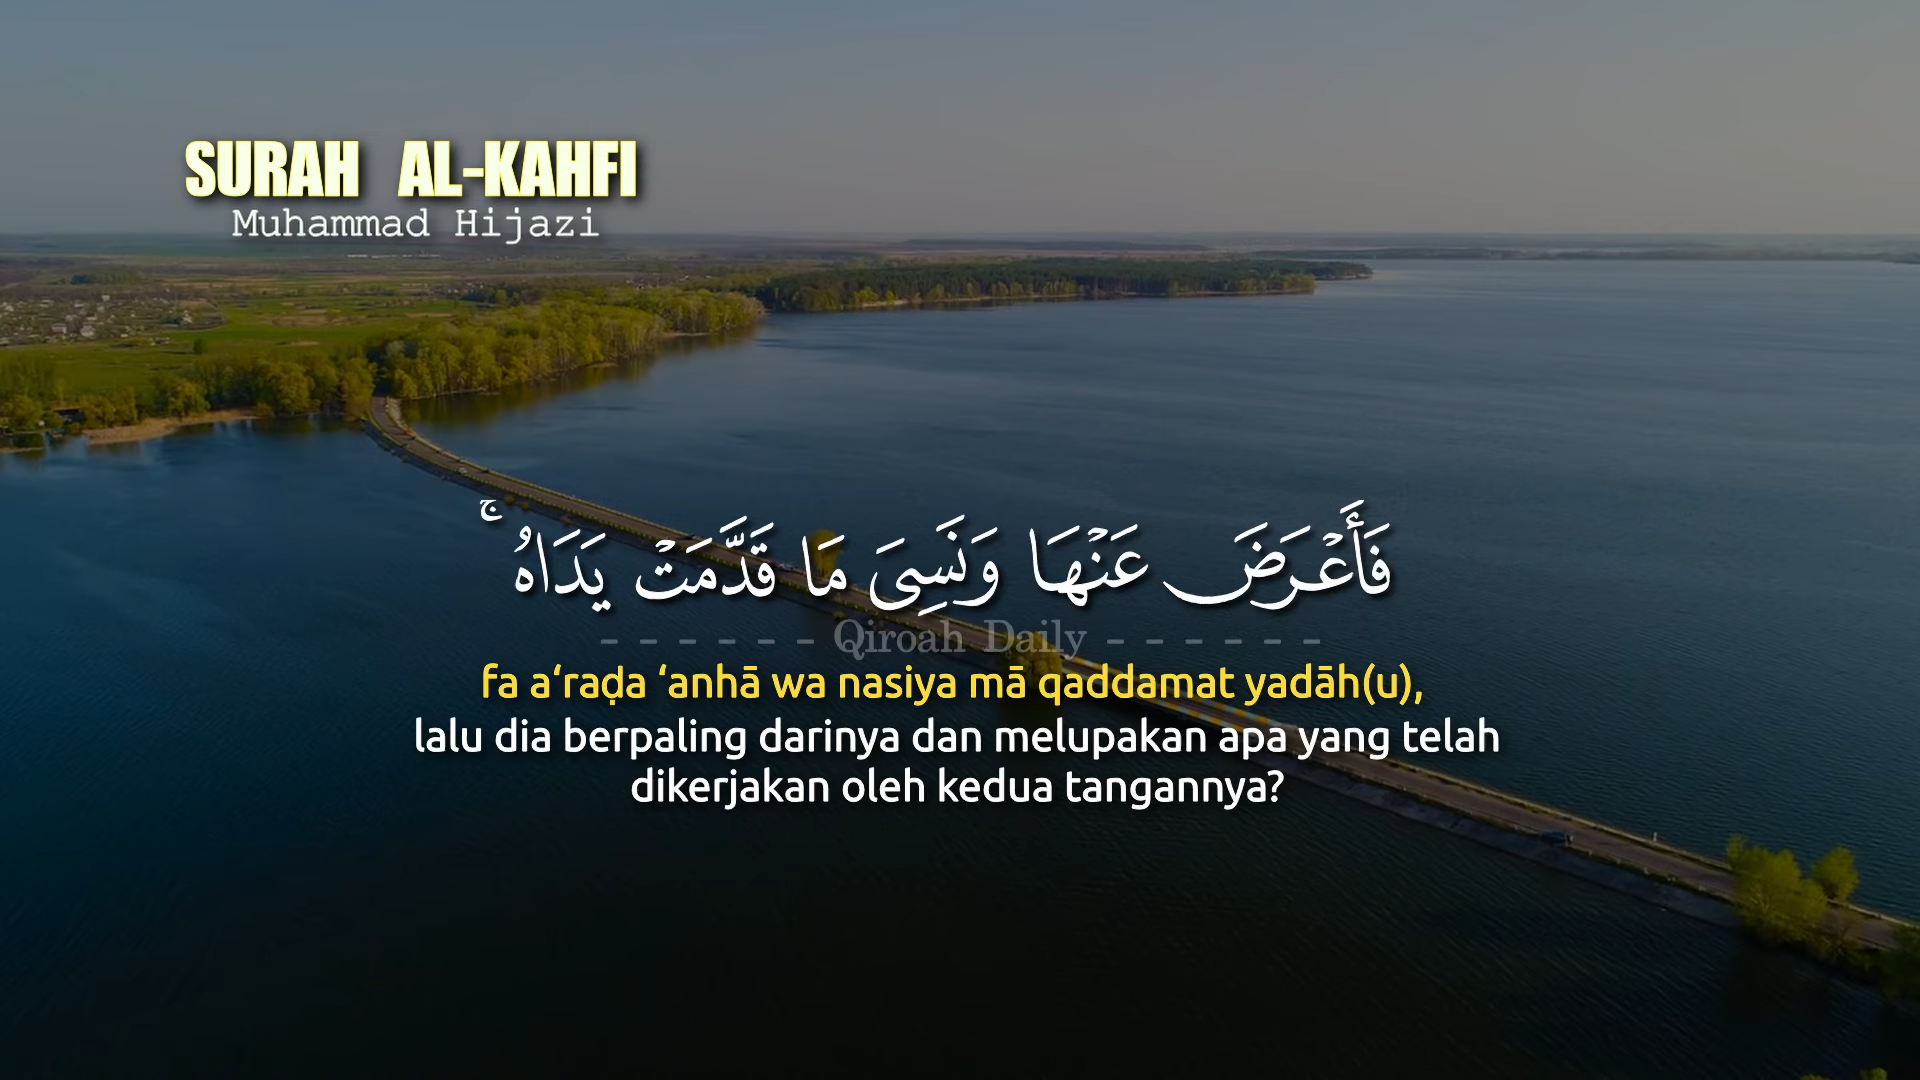 SURAH AL-KAHFI
Muhammad Hijazi
فَأَعْرَضَ عَنْهَا وَنَسِىَ مَا قَدَّمَتْ يَدَاهُ ۚ
- - - - - - Qiroah Daily - - - - - -
fa a‘raḍa ‘anhā wa nasiya mā qaddamat yadāh(u),
lalu dia berpaling darinya dan melupakan apa yang telah
dikerjakan oleh kedua tangannya?